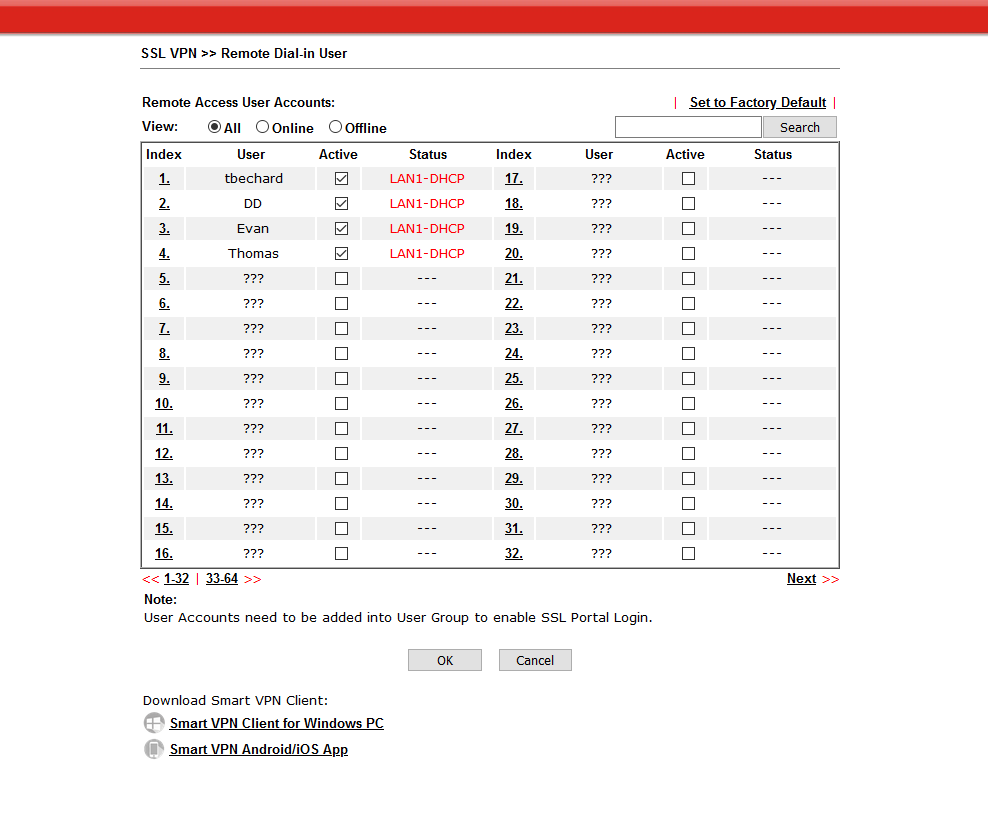 SSL VPN >> Remote Dial-in User
Remote Access User Accounts: | Set to Factory Default |
View: All Online Offline Search
Index User Active Status Index User Active Status
1. tbechard LAN1-DHCP 17. ??? ---
2. DD LAN1-DHCP 18. ??? ---
3. Evan LAN1-DHCP 19. ??? ---
4. Thomas LAN1-DHCP 20. ??? ---
5. ??? --- 21. ??? ---
6. ??? --- 22. ??? ---
7. ??? --- 23. ??? ---
8. ??? --- 24. ??? ---
9. ??? --- 25. ??? ---
10. ??? --- 26. ??? ---
11. ??? --- 27. ??? ---
12. ??? --- 28. ??? ---
13. ??? --- 29. ??? ---
14. ??? --- 30. ??? ---
15. ??? --- 31. ??? ---
16. ??? --- 32. ??? ---
<< 1-32 | 33-64 >> Next >>
Note:
User Accounts need to be added into User Group to enable SSL Portal Login.
OK Cancel
Download Smart VPN Client:
Smart VPN Client for Windows PC
Smart VPN Android/iOS App